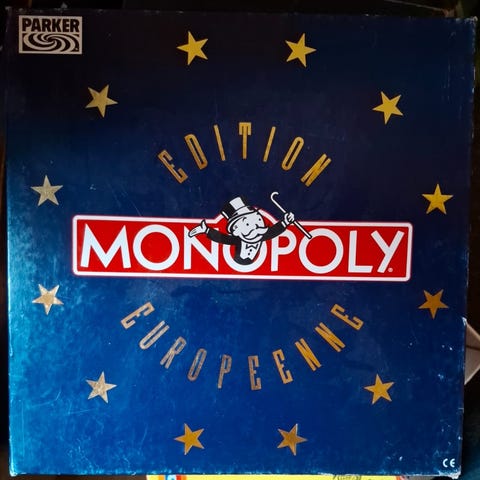 PARKER
EDITION
MONOPOLY®
EUROPEENNE
CE